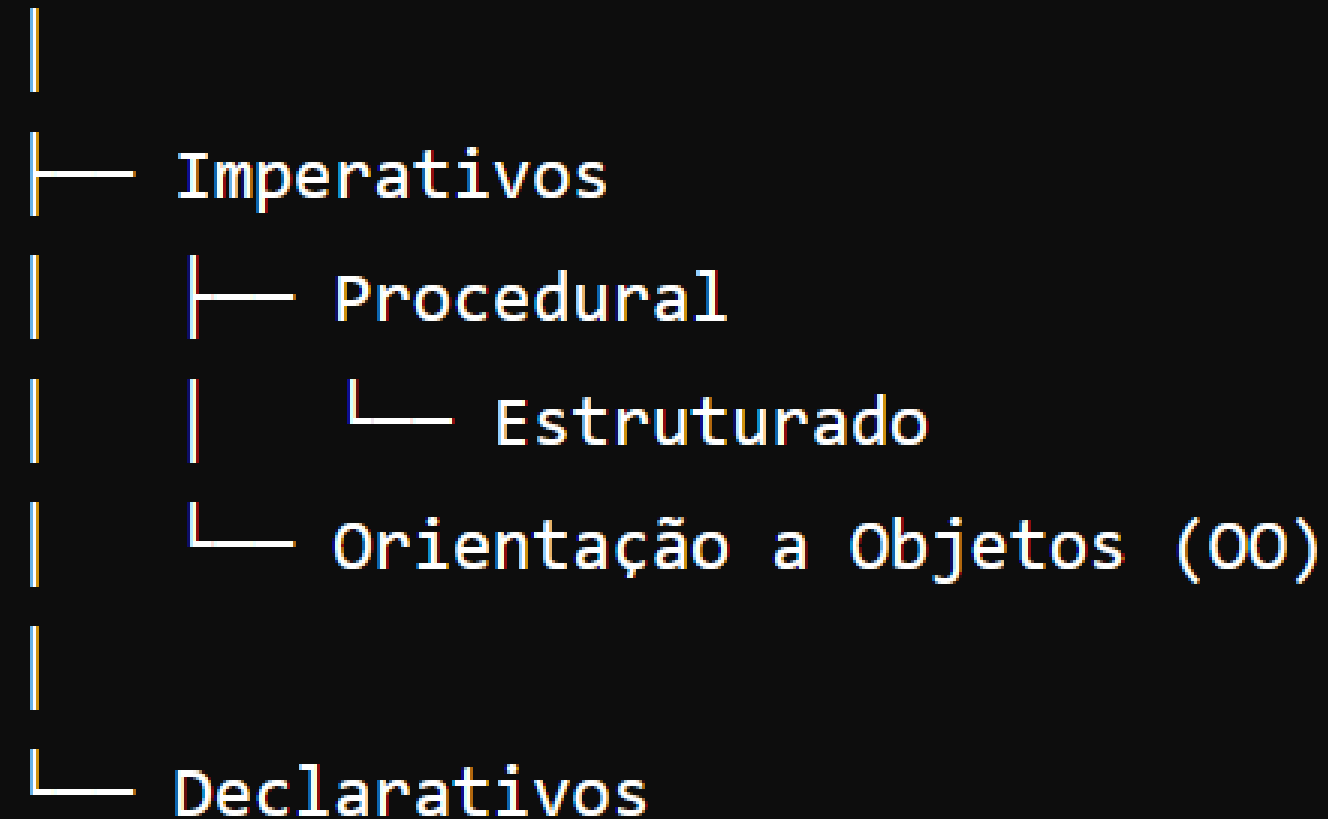 │
├── Imperativos
│   ├── Procedural
│   │   └── Estruturado
│   └── Orientação a Objetos (OO)
│
└── Declarativos